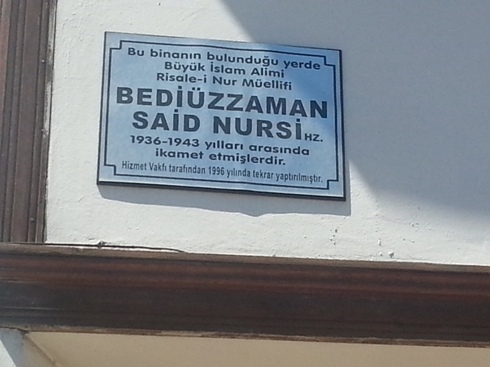 Bu binanın bulunduğu yerde
Büyük İslam Alimi
Risale-i Nur Müellifi
BEDİÜZZAMAN
SAİD NURSİ HZ.
1936-1943 yılları arasında
ikamet etmişlerdir.
Hizmet Vakfı tarafından 1996 yılında tekrar yaptırılmıştır.